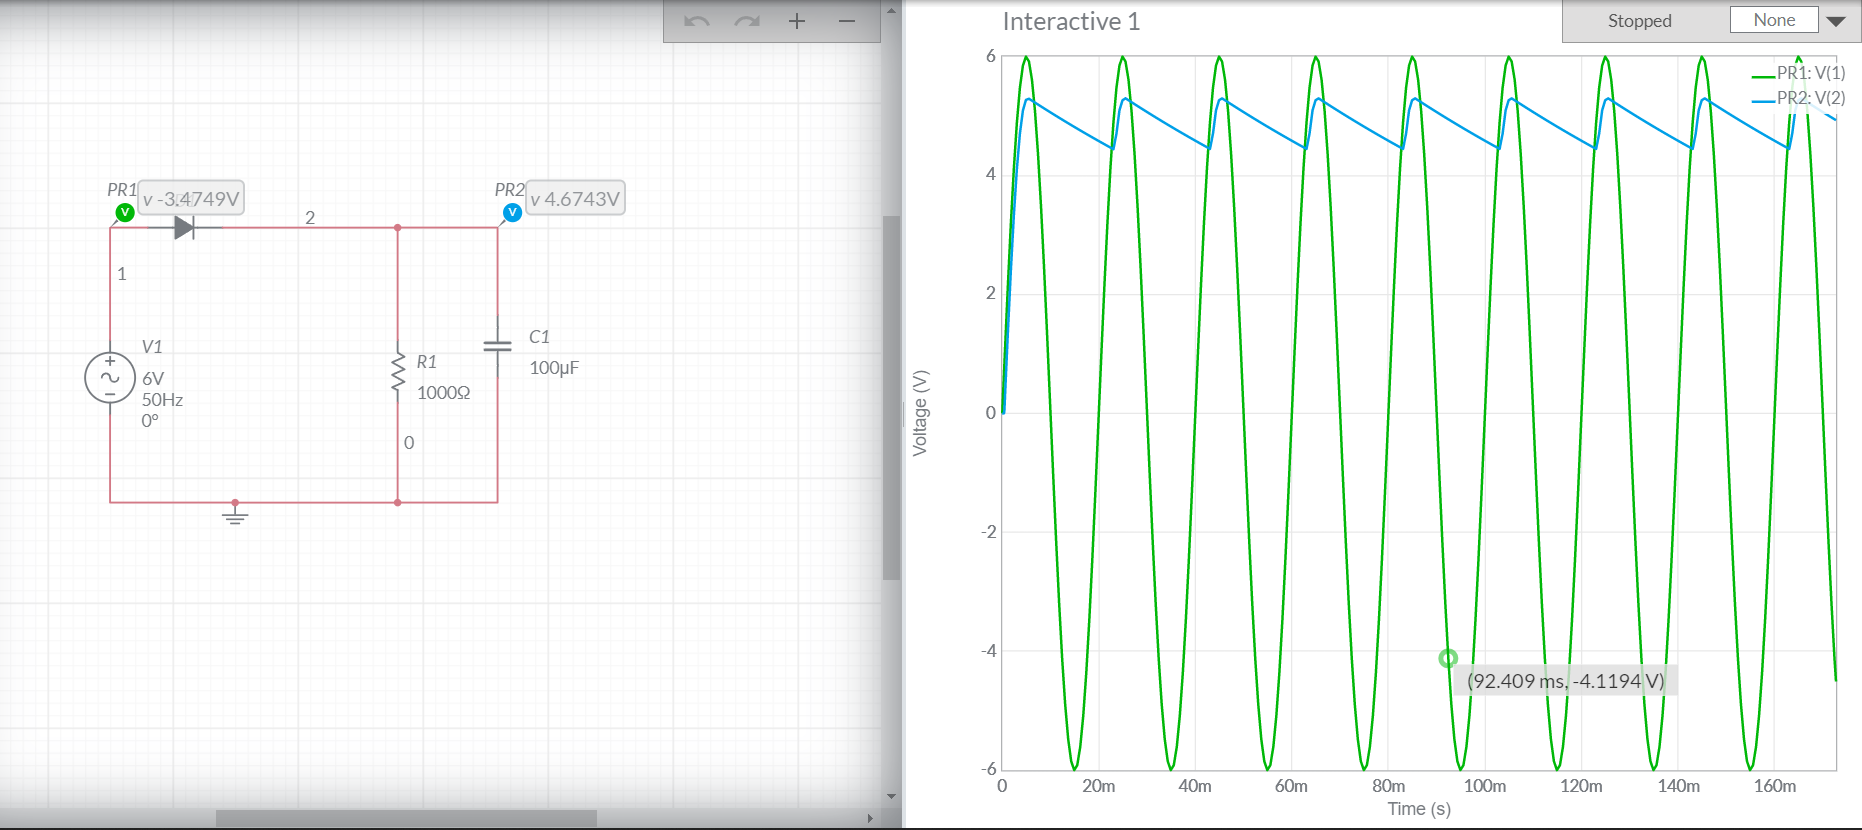 Interactive 1
Stopped
None
PR1: V(1)
PR2: V(2)
6
4
2
0
-2
-4
-6
Voltage (V)
0
20m
40m
60m
80m
100m
120m
140m
160m
Time (s)
(92.409 ms, -4.1194 V)
PR1
v -3.4749V
V
PR2
v 4.6743V
V
2
1
V1
6V
50Hz
0°
R1
1000Ω
0
C1
100µF